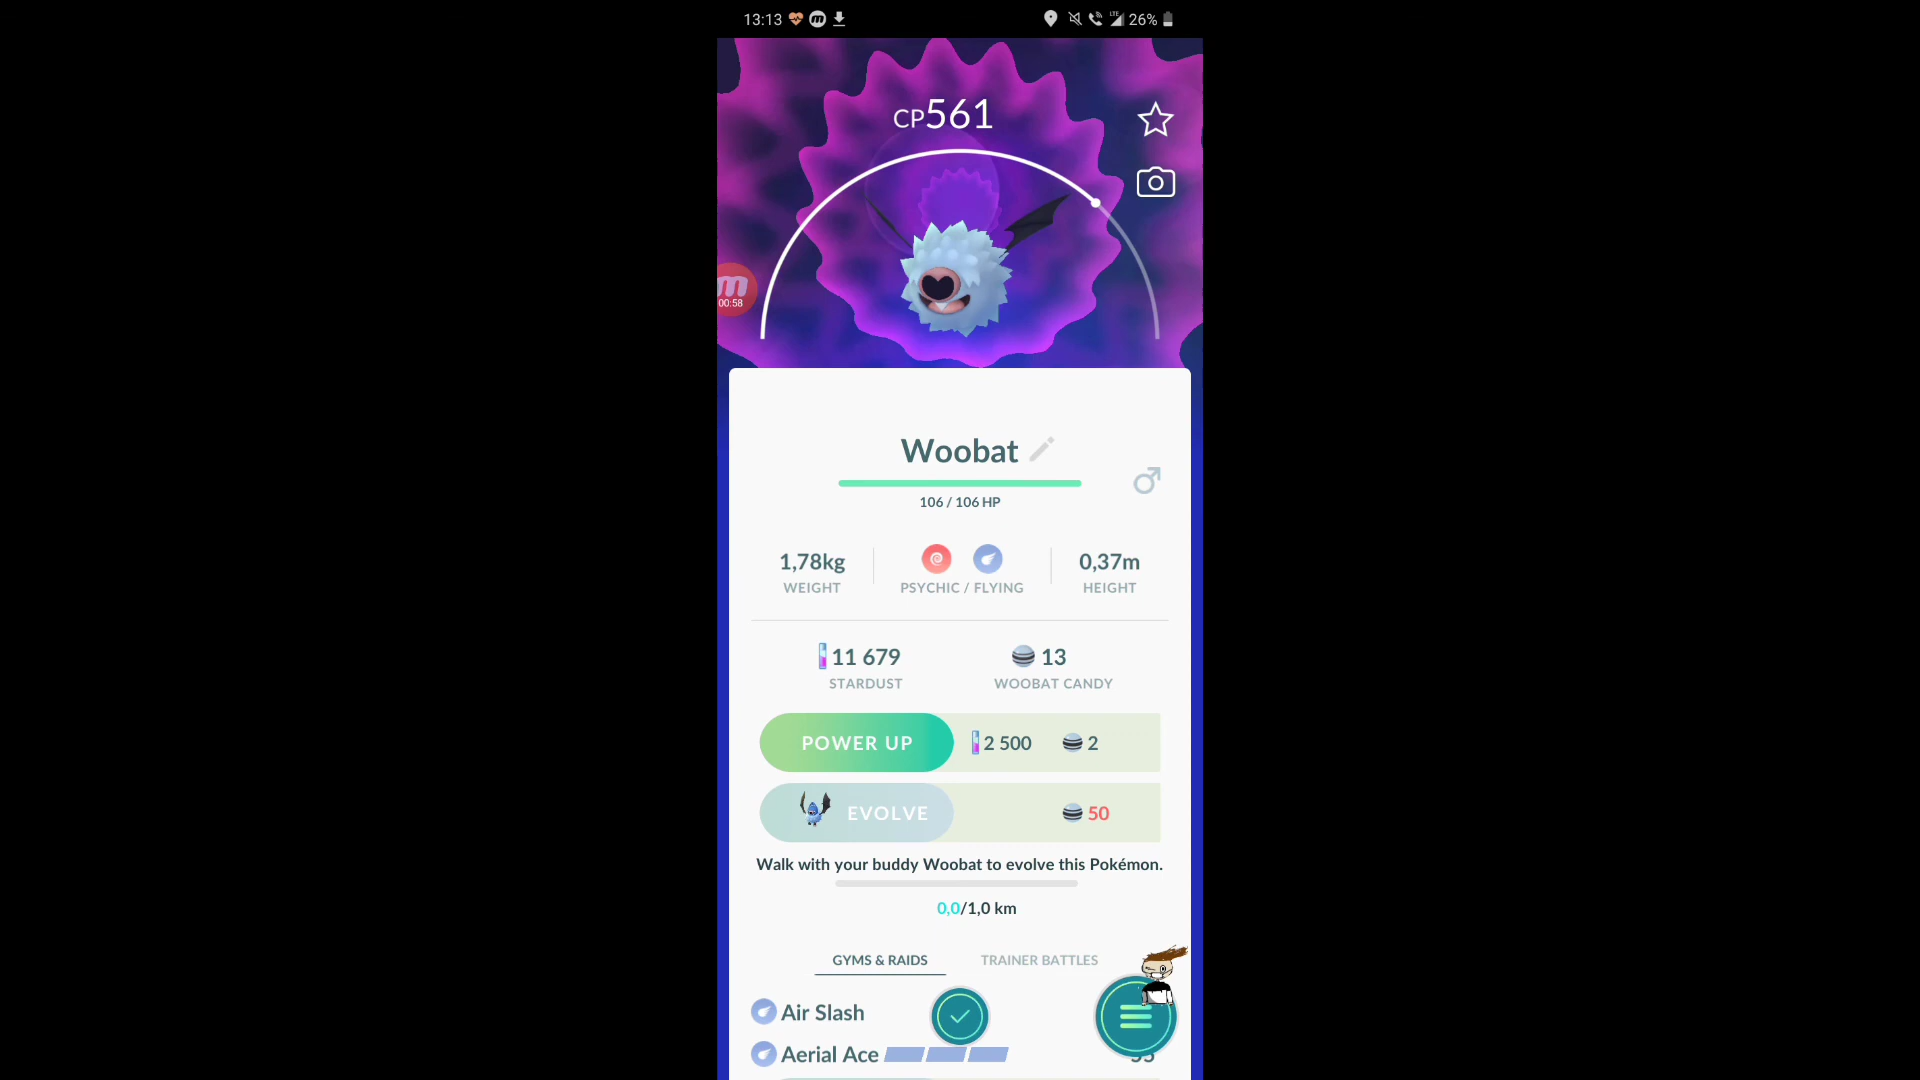 13:13 LTE 26%
CP561
m
00:58
Woobat
106 / 106 HP
1,78kg
WEIGHT
PSYCHIC / FLYING
0,37m
HEIGHT
11 679
STARDUST
13
WOOBAT CANDY
POWER UP 2 500 2
EVOLVE 50
Walk with your buddy Woobat to evolve this Pokémon.
0,0/1,0 km
GYMS & RAIDS TRAINER BATTLES
Air Slash
Aerial Ace